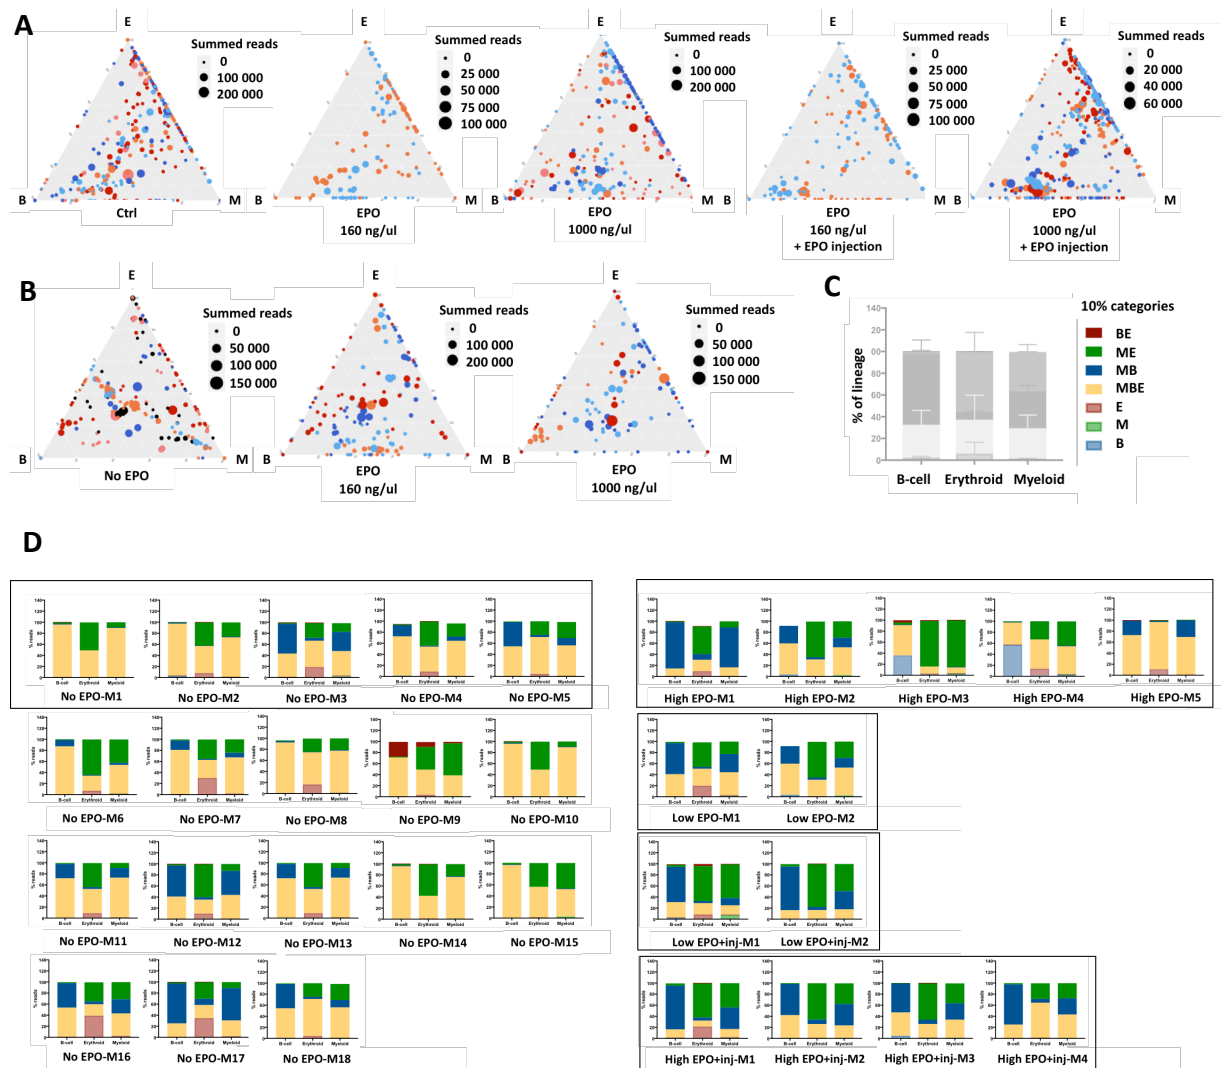 A
E
Summed reads
0
100 000
200 000
B
M
Ctrl
E
Summed reads
0
25 000
50 000
75 000
100 000
B
M
EPO
160 ng/ul
E
Summed reads
0
100 000
200 000
B
M
EPO
1000 ng/ul
E
Summed reads
0
25 000
50 000
75 000
100 000
B
M
EPO
160 ng/ul
+ EPO injection
E
Summed reads
0
20 000
40 000
60 000
B
M
EPO
1000 ng/ul
+ EPO injection
B
E
Summed reads
0
50 000
100 000
150 000
B
M
No EPO
E
Summed reads
0
100 000
200 000
B
M
EPO
160 ng/ul
E
Summed reads
0
50 000
100 000
150 000
B
M
EPO
1000 ng/ul
C
% of lineage
140
120
100
80
60
40
20
0
B-cell Erythroid Myeloid
10% categories
BE
ME
MB
MBE
E
M
B
D
No EPO-M1
No EPO-M2
No EPO-M3
No EPO-M4
No EPO-M5
No EPO-M6
No EPO-M7
No EPO-M8
No EPO-M9
No EPO-M10
No EPO-M11
No EPO-M12
No EPO-M13
No EPO-M14
No EPO-M15
No EPO-M16
No EPO-M17
No EPO-M18
High EPO-M1
High EPO-M2
High EPO-M3
High EPO-M4
High EPO-M5
Low EPO-M1
Low EPO-M2
Low EPO+inj-M1
Low EPO+inj-M2
High EPO+inj-M1
High EPO+inj-M2
High EPO+inj-M3
High EPO+inj-M4